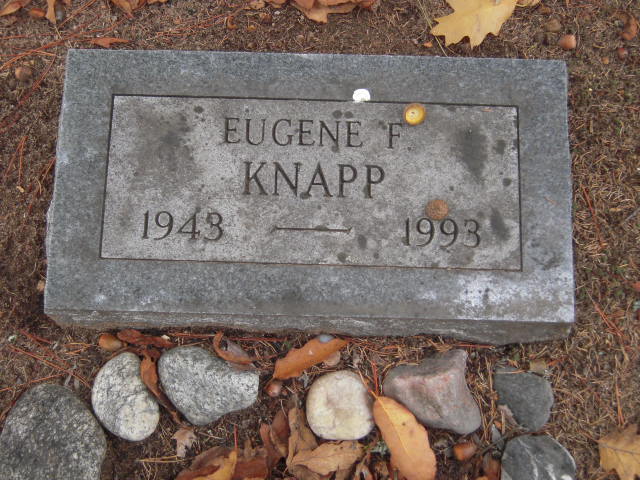 EUGENE F.
KNAPP
1943 — 1993